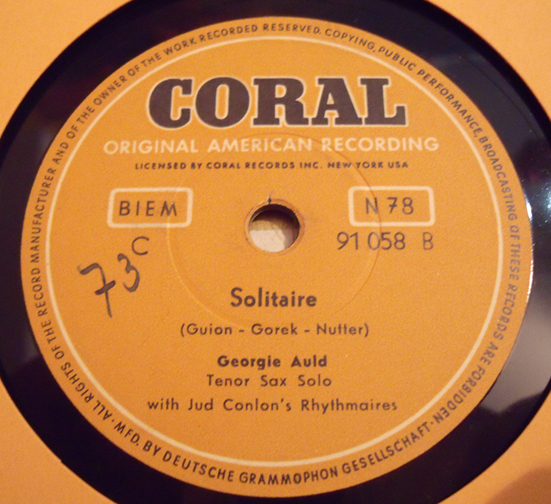 ALL RIGHTS OF THE RECORD MANUFACTURER AND OF THE OWNER OF THE WORK RECORDED RESERVED. COPYING, PUBLIC PERFORMANCE, BROADCASTING OF THESE RECORDS ARE FORBIDDEN
CORAL
ORIGINAL AMERICAN RECORDING
LICENSED BY CORAL RECORDS INC. NEW YORK USA
BIEM
N 78
91 058 B
73 C
Solitaire
(Guion - Gorek - Nutter)
Georgie Auld
Tenor Sax Solo
with Jud Conlon's Rhythmaires
MFD. BY DEUTSCHE GRAMMOPHON GESELLSCHAFT